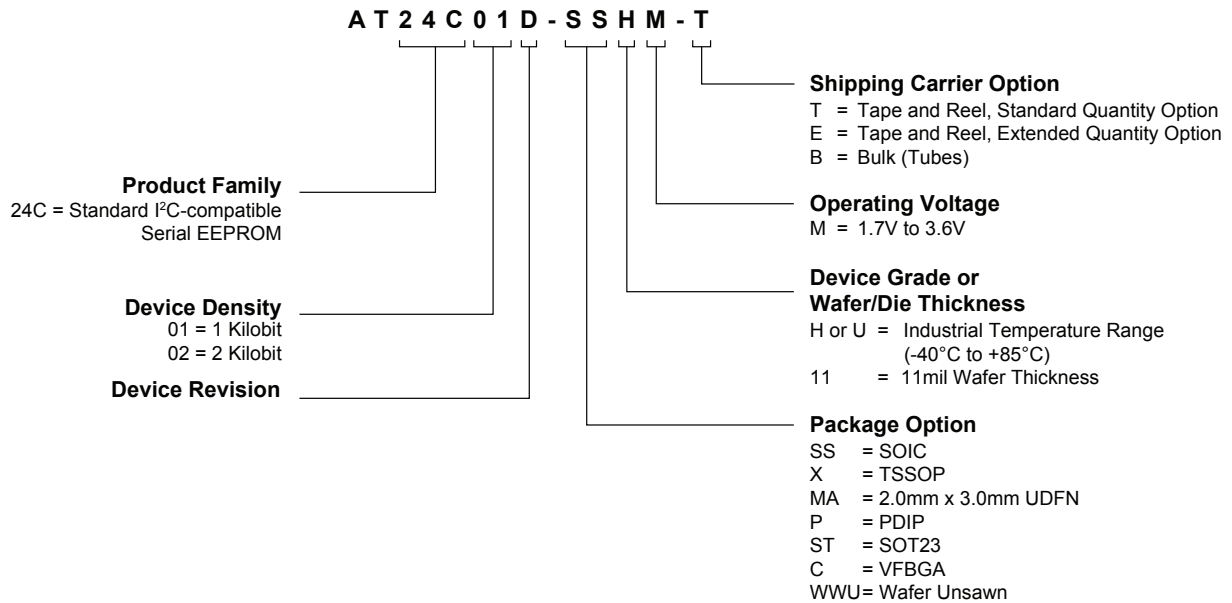 AT24C01D-SSHM-T
Product Family
24C = Standard I²C-compatible
Serial EEPROM
Device Density
01 = 1 Kilobit
02 = 2 Kilobit
Device Revision
Shipping Carrier Option
T = Tape and Reel, Standard Quantity Option
E = Tape and Reel, Extended Quantity Option
B = Bulk (Tubes)
Operating Voltage
M = 1.7V to 3.6V
Device Grade or
Wafer/Die Thickness
H or U = Industrial Temperature Range
(-40°C to +85°C)
11 = 11mil Wafer Thickness
Package Option
SS = SOIC
X = TSSOP
MA = 2.0mm x 3.0mm UDFN
P = PDIP
ST = SOT23
C = VFBGA
WWU= Wafer Unsawn